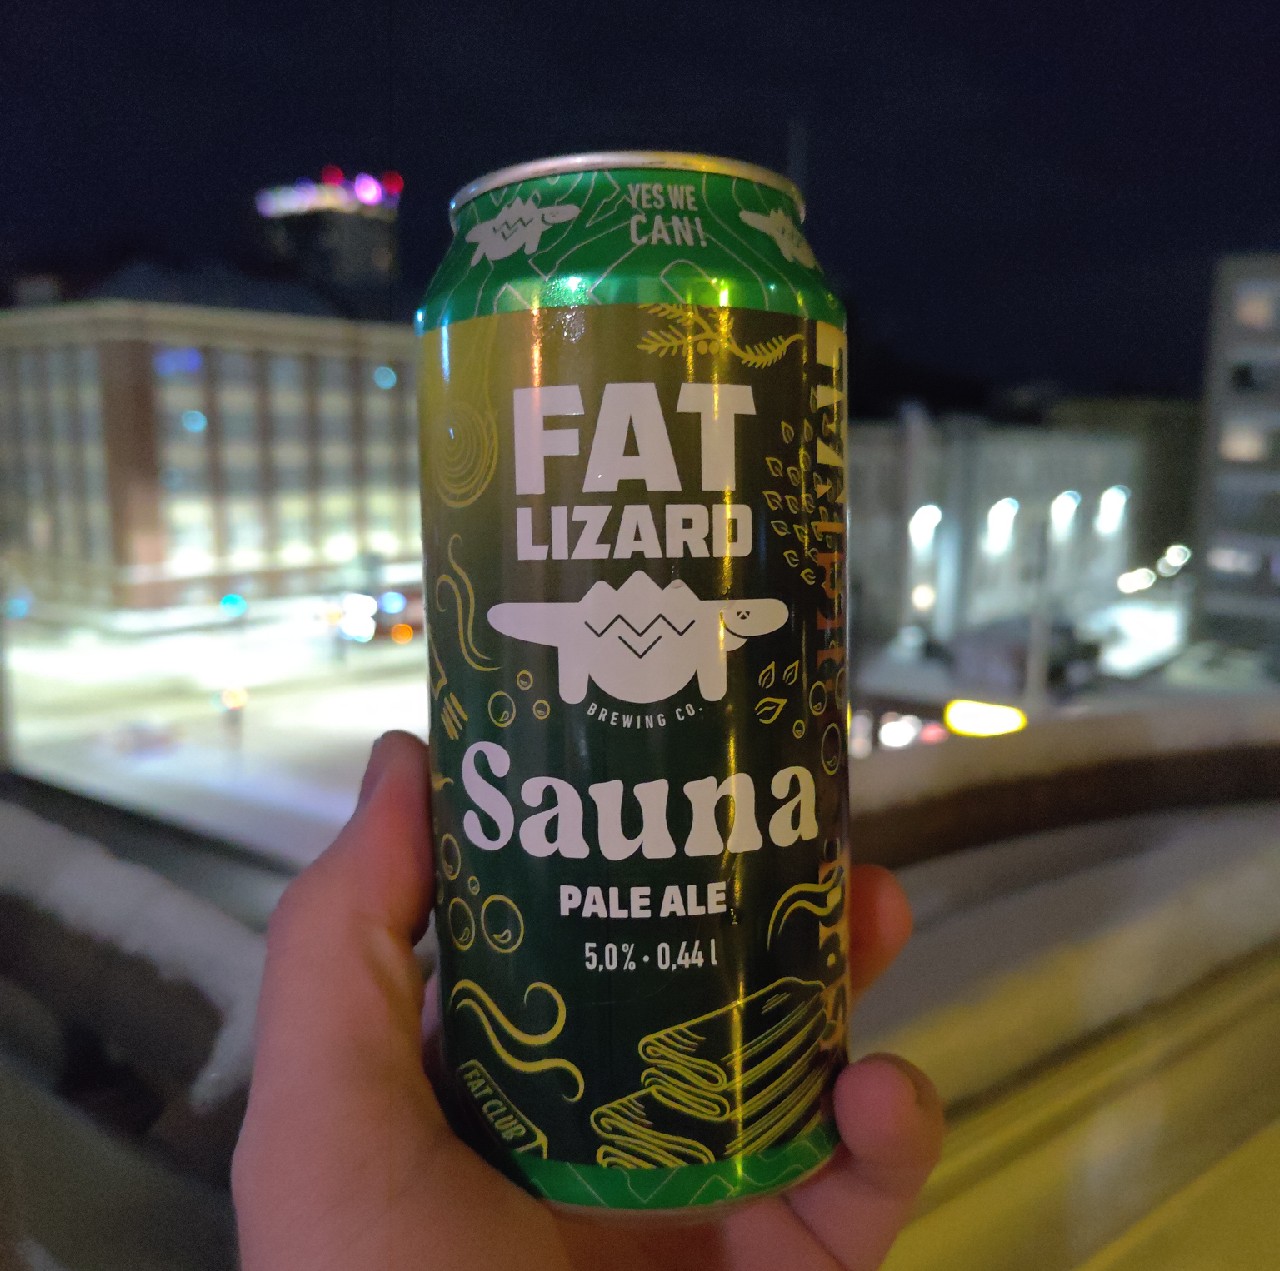 YES WE
CAN!
FAT
LIZARD
BREWING CO.
Sauna
PALE ALE
5,0% • 0,44 l
FAT CLUB